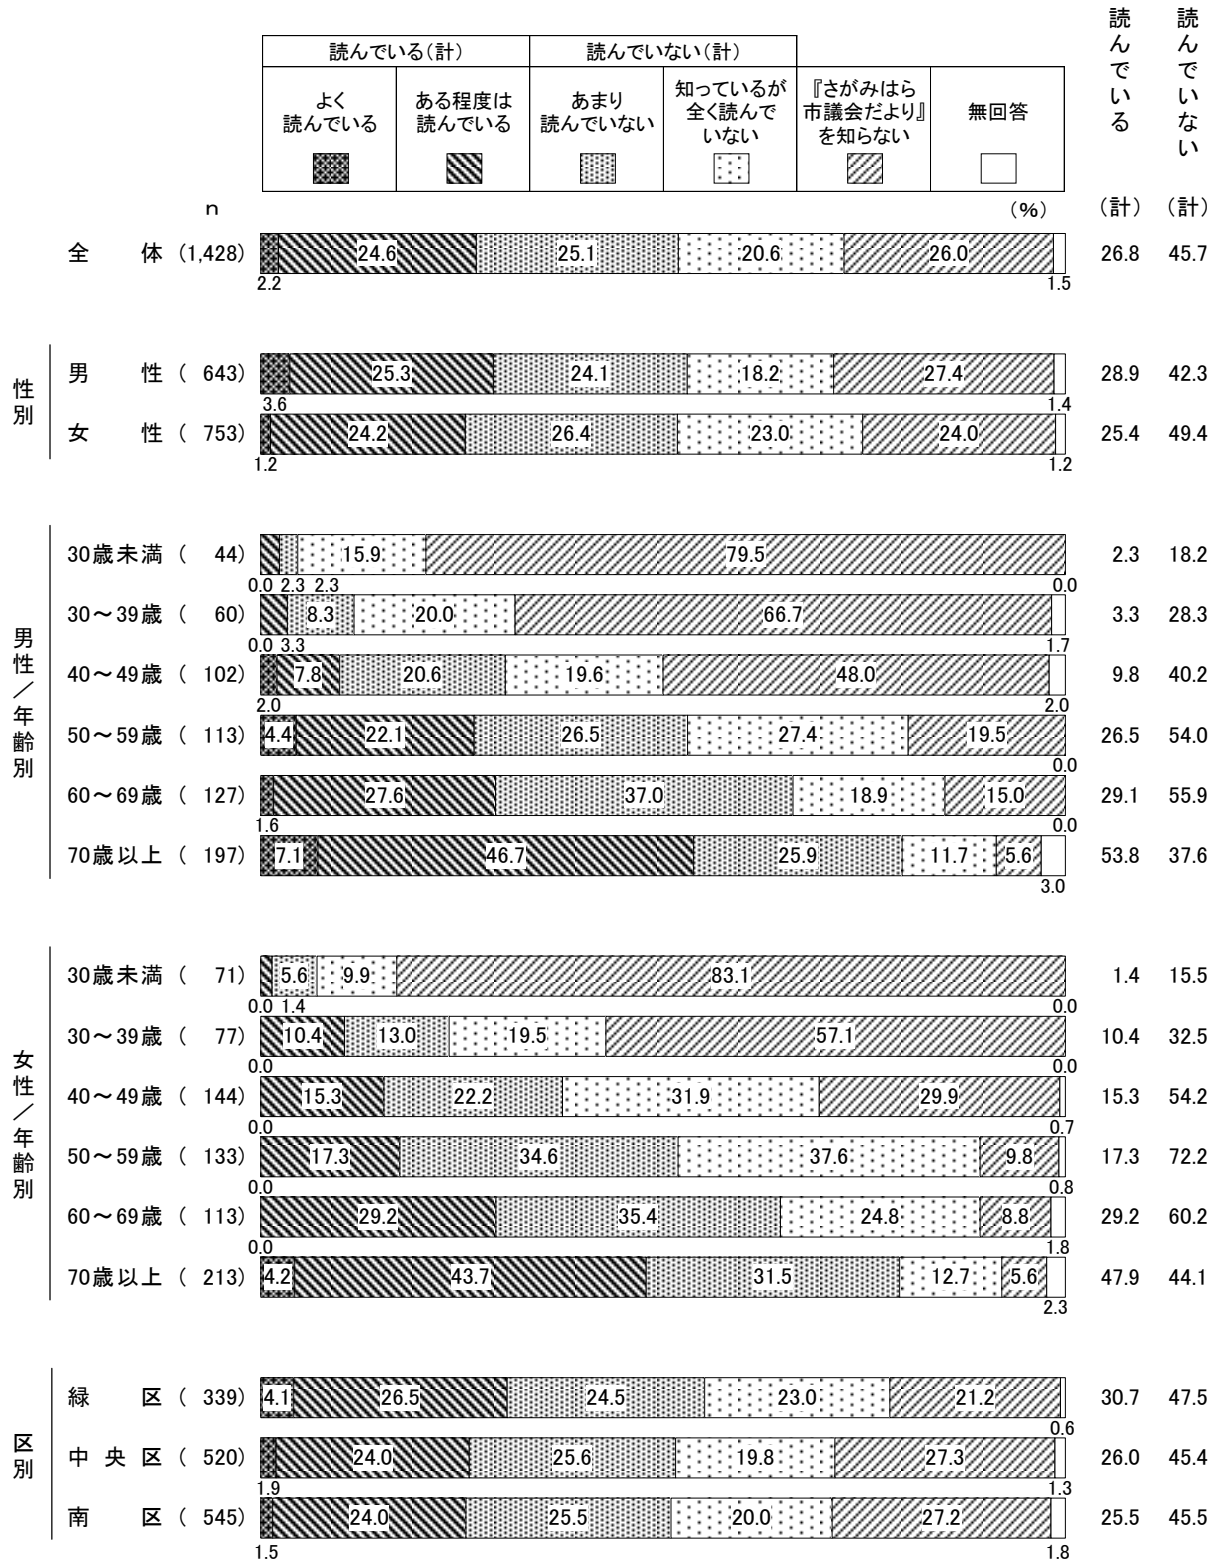 読んでいる
読んでいない
読んでいる(計) 読んでいない(計)
よく
読んでいる
ある程度は
読んでいる
あまり
読んでいない
知っているが
全く読んで
いない
『さがみはら
市議会だより』
を知らない
無回答
n (%) (計) (計)
全体 (1,428) 24.6 25.1 20.6 26.0 26.8 45.7
2.2 1.5
性別
男性 ( 643) 25.3 24.1 18.2 27.4 28.9 42.3
3.6 1.4
女性 ( 753) 24.2 26.4 23.0 24.0 25.4 49.4
1.2 1.2
男性/年齢別
30歳未満 ( 44) 15.9 79.5 2.3 18.2
0.0 2.3 2.3 0.0
30~39歳 ( 60) 8.3 20.0 66.7 3.3 28.3
0.0 3.3 1.7
40~49歳 ( 102) 7.8 20.6 19.6 48.0 9.8 40.2
2.0 2.0
50~59歳 ( 113) 4.4 22.1 26.5 27.4 19.5 26.5 54.0
0.0
60~69歳 ( 127) 27.6 37.0 18.9 15.0 29.1 55.9
1.6 0.0
70歳以上 ( 197) 7.1 46.7 25.9 11.7 5.6 53.8 37.6
3.0
女性/年齢別
30歳未満 ( 71) 5.6 9.9 83.1 1.4 15.5
0.0 1.4 0.0
30~39歳 ( 77) 10.4 13.0 19.5 57.1 10.4 32.5
0.0 0.0
40~49歳 ( 144) 15.3 22.2 31.9 29.9 15.3 54.2
0.0 0.7
50~59歳 ( 133) 17.3 34.6 37.6 9.8 17.3 72.2
0.0 0.8
60~69歳 ( 113) 29.2 35.4 24.8 8.8 29.2 60.2
0.0 1.8
70歳以上 ( 213) 4.2 43.7 31.5 12.7 5.6 47.9 44.1
2.3
区別
緑区 ( 339) 4.1 26.5 24.5 23.0 21.2 30.7 47.5
0.6
中央区 ( 520) 24.0 25.6 19.8 27.3 26.0 45.4
1.9 1.3
南区 ( 545) 24.0 25.5 20.0 27.2 25.5 45.5
1.5 1.8